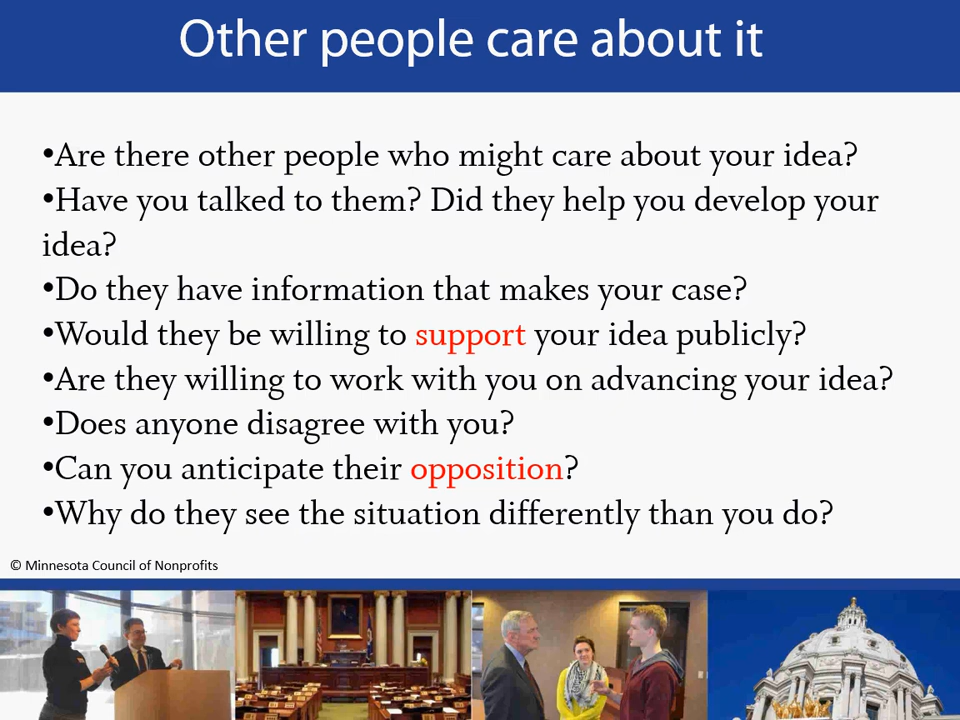 Other people care about it
•Are there other people who might care about your idea?
•Have you talked to them? Did they help you develop your
idea?
•Do they have information that makes your case?
•Would they be willing to support your idea publicly?
•Are they willing to work with you on advancing your idea?
•Does anyone disagree with you?
•Can you anticipate their opposition?
•Why do they see the situation differently than you do?
© Minnesota Council of Nonprofits